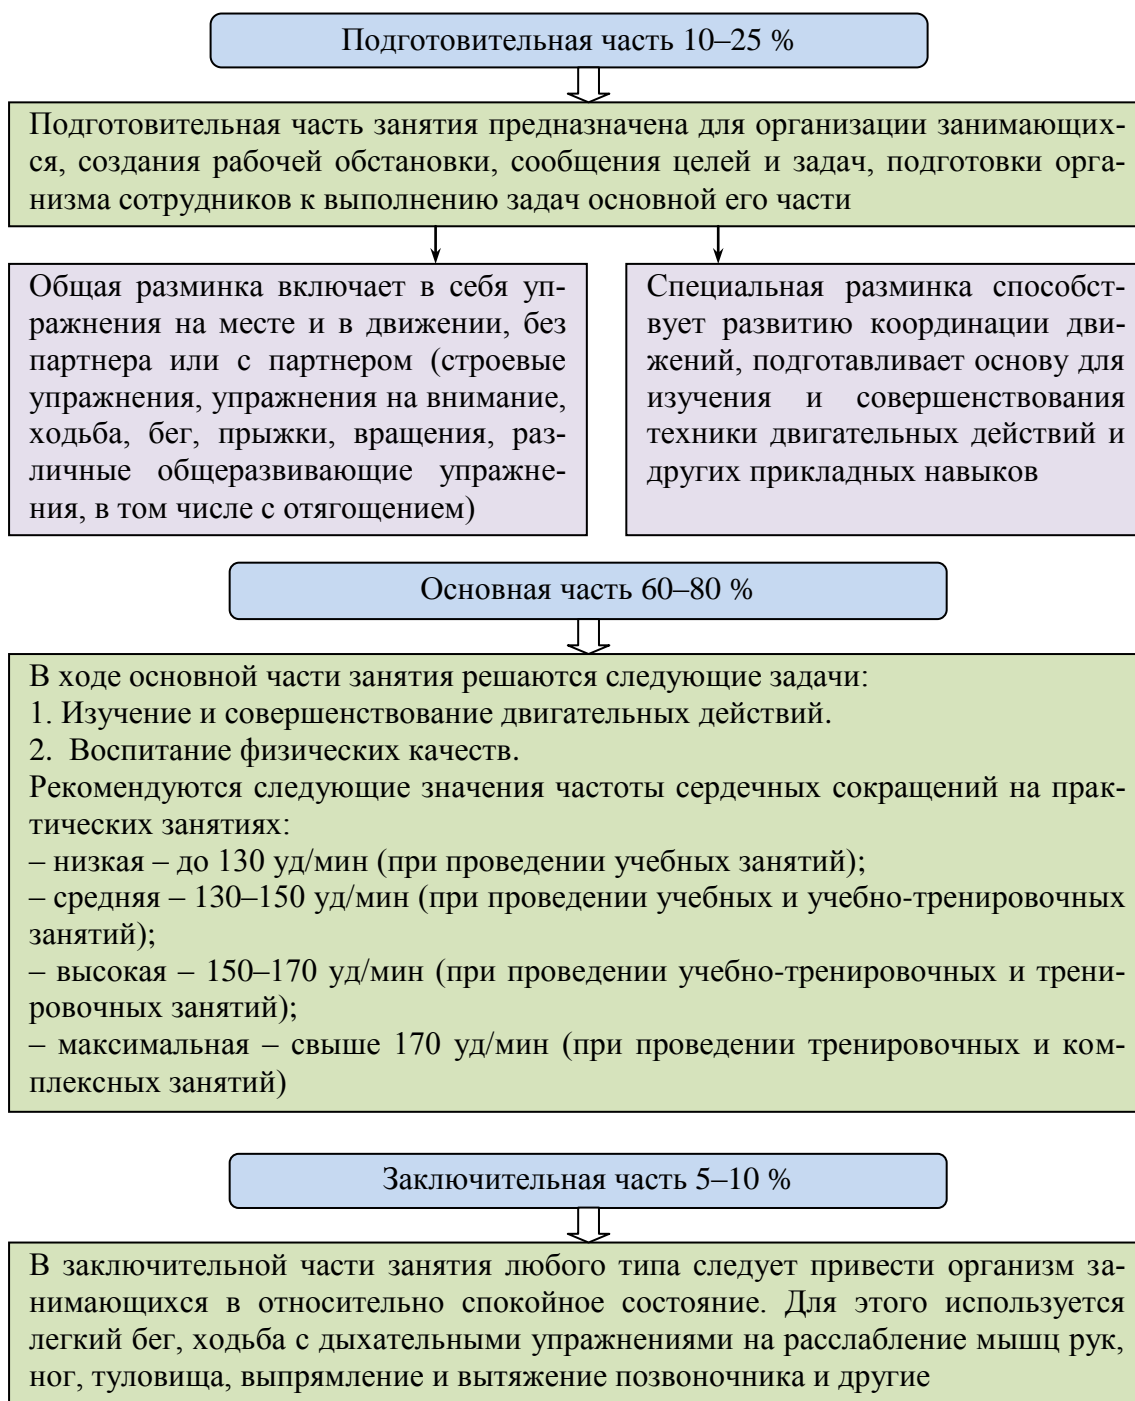 Подготовительная часть 10–25 %
Подготовительная часть занятия предназначена для организации занимающих-
ся, создания рабочей обстановки, сообщения целей и задач, подготовки орга-
низма сотрудников к выполнению задач основной его части
Общая разминка включает в себя уп-
ражнения на месте и в движении, без
партнера или с партнером (строевые
упражнения, упражнения на внимание,
ходьба, бег, прыжки, вращения, раз-
личные общеразвивающие упражне-
ния, в том числе с отягощением)
Специальная разминка способст-
вует развитию координации дви-
жений, подготавливает основу для
изучения и совершенствования
техники двигательных действий и
других прикладных навыков
Основная часть 60–80 %
В ходе основной части занятия решаются следующие задачи:
1. Изучение и совершенствование двигательных действий.
2. Воспитание физических качеств.
Рекомендуются следующие значения частоты сердечных сокращений на прак-
тических занятиях:
– низкая – до 130 уд/мин (при проведении учебных занятий);
– средняя – 130–150 уд/мин (при проведении учебных и учебно-тренировочных
занятий);
– высокая – 150–170 уд/мин (при проведении учебно-тренировочных и трени-
ровочных занятий);
– максимальная – свыше 170 уд/мин (при проведении тренировочных и ком-
плексных занятий)
Заключительная часть 5–10 %
В заключительной части занятия любого типа следует привести организм за-
нимающихся в относительно спокойное состояние. Для этого используется
легкий бег, ходьба с дыхательными упражнениями на расслабление мышц рук,
ног, туловища, выпрямление и вытяжение позвоночника и другие